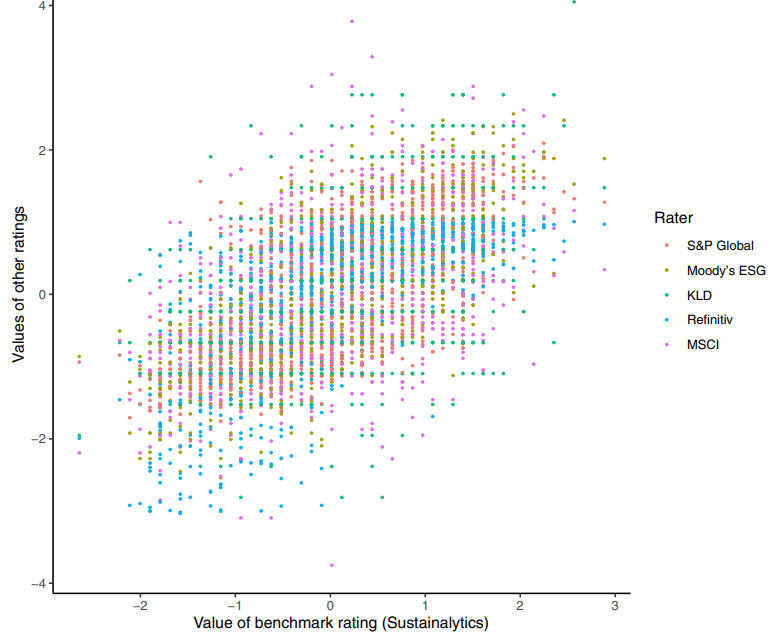 4
2
0
−2
−4
Values of other ratings
−2
−1
0
1
2
3
Value of benchmark rating (Sustainalytics)
Rater
S&P Global
Moody's ESG
KLD
Refinitiv
MSCI